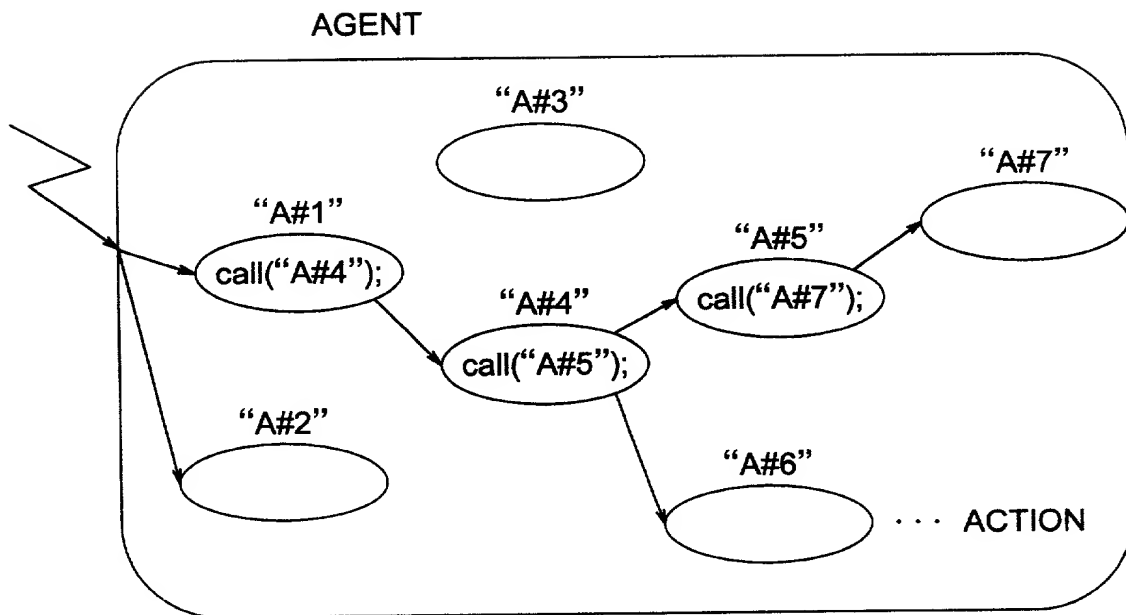 AGENT
“A#3”
“A#7”
“A#1”
call(“A#4”);
“A#5”
call(“A#7”);
“A#4”
call(“A#5”);
“A#2”
“A#6”
··· ACTION